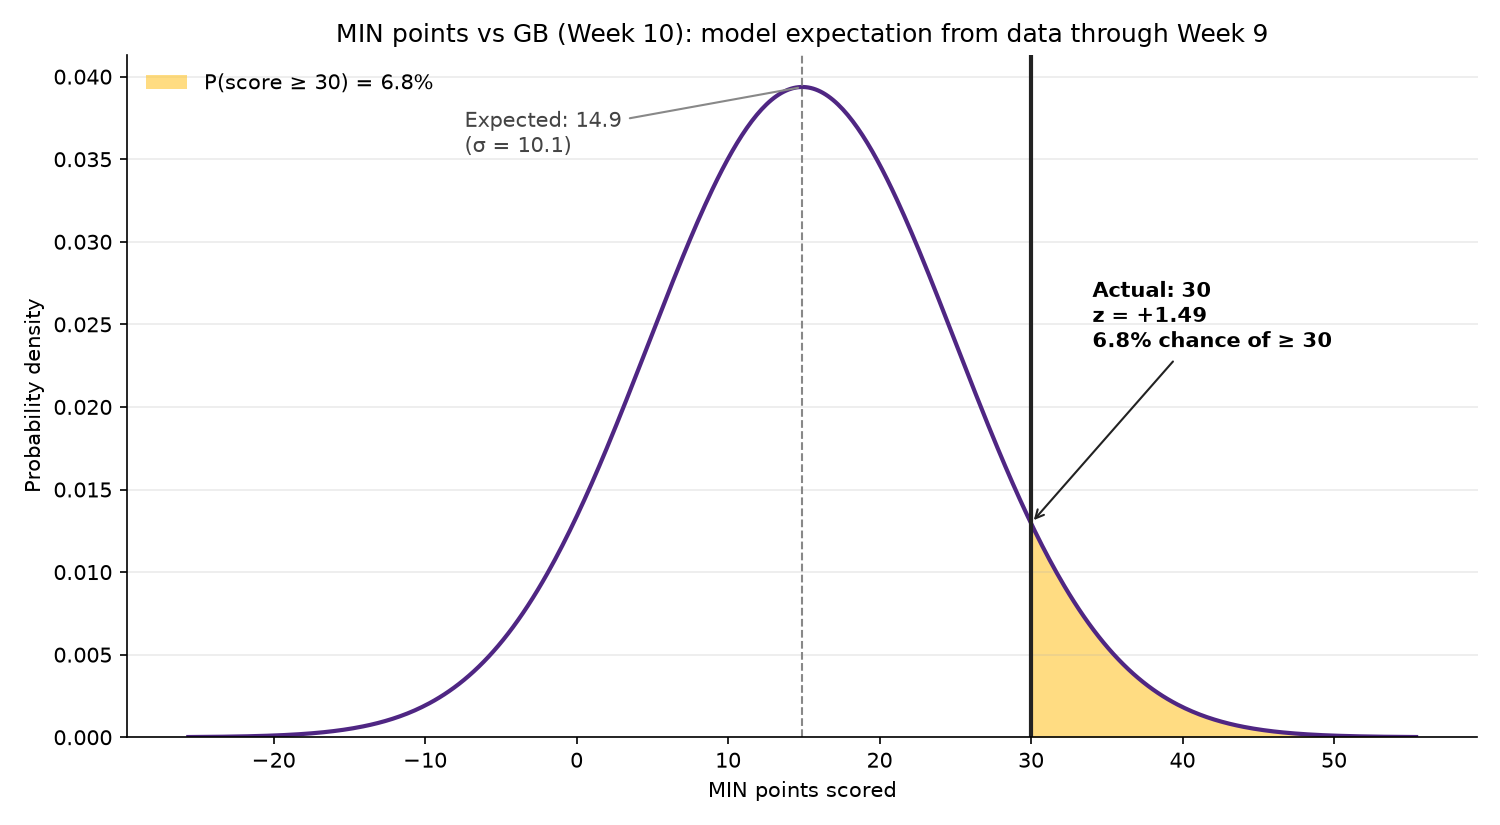 MIN points vs GB (Week 10): model expectation from data through Week 9
P(score ≥ 30) = 6.8%
Expected: 14.9
(σ = 10.1)
Actual: 30
z = +1.49
6.8% chance of ≥ 30
Probability density
0.040
0.035
0.030
0.025
0.020
0.015
0.010
0.005
0.000
−20
−10
0
10
20
30
40
50
MIN points scored